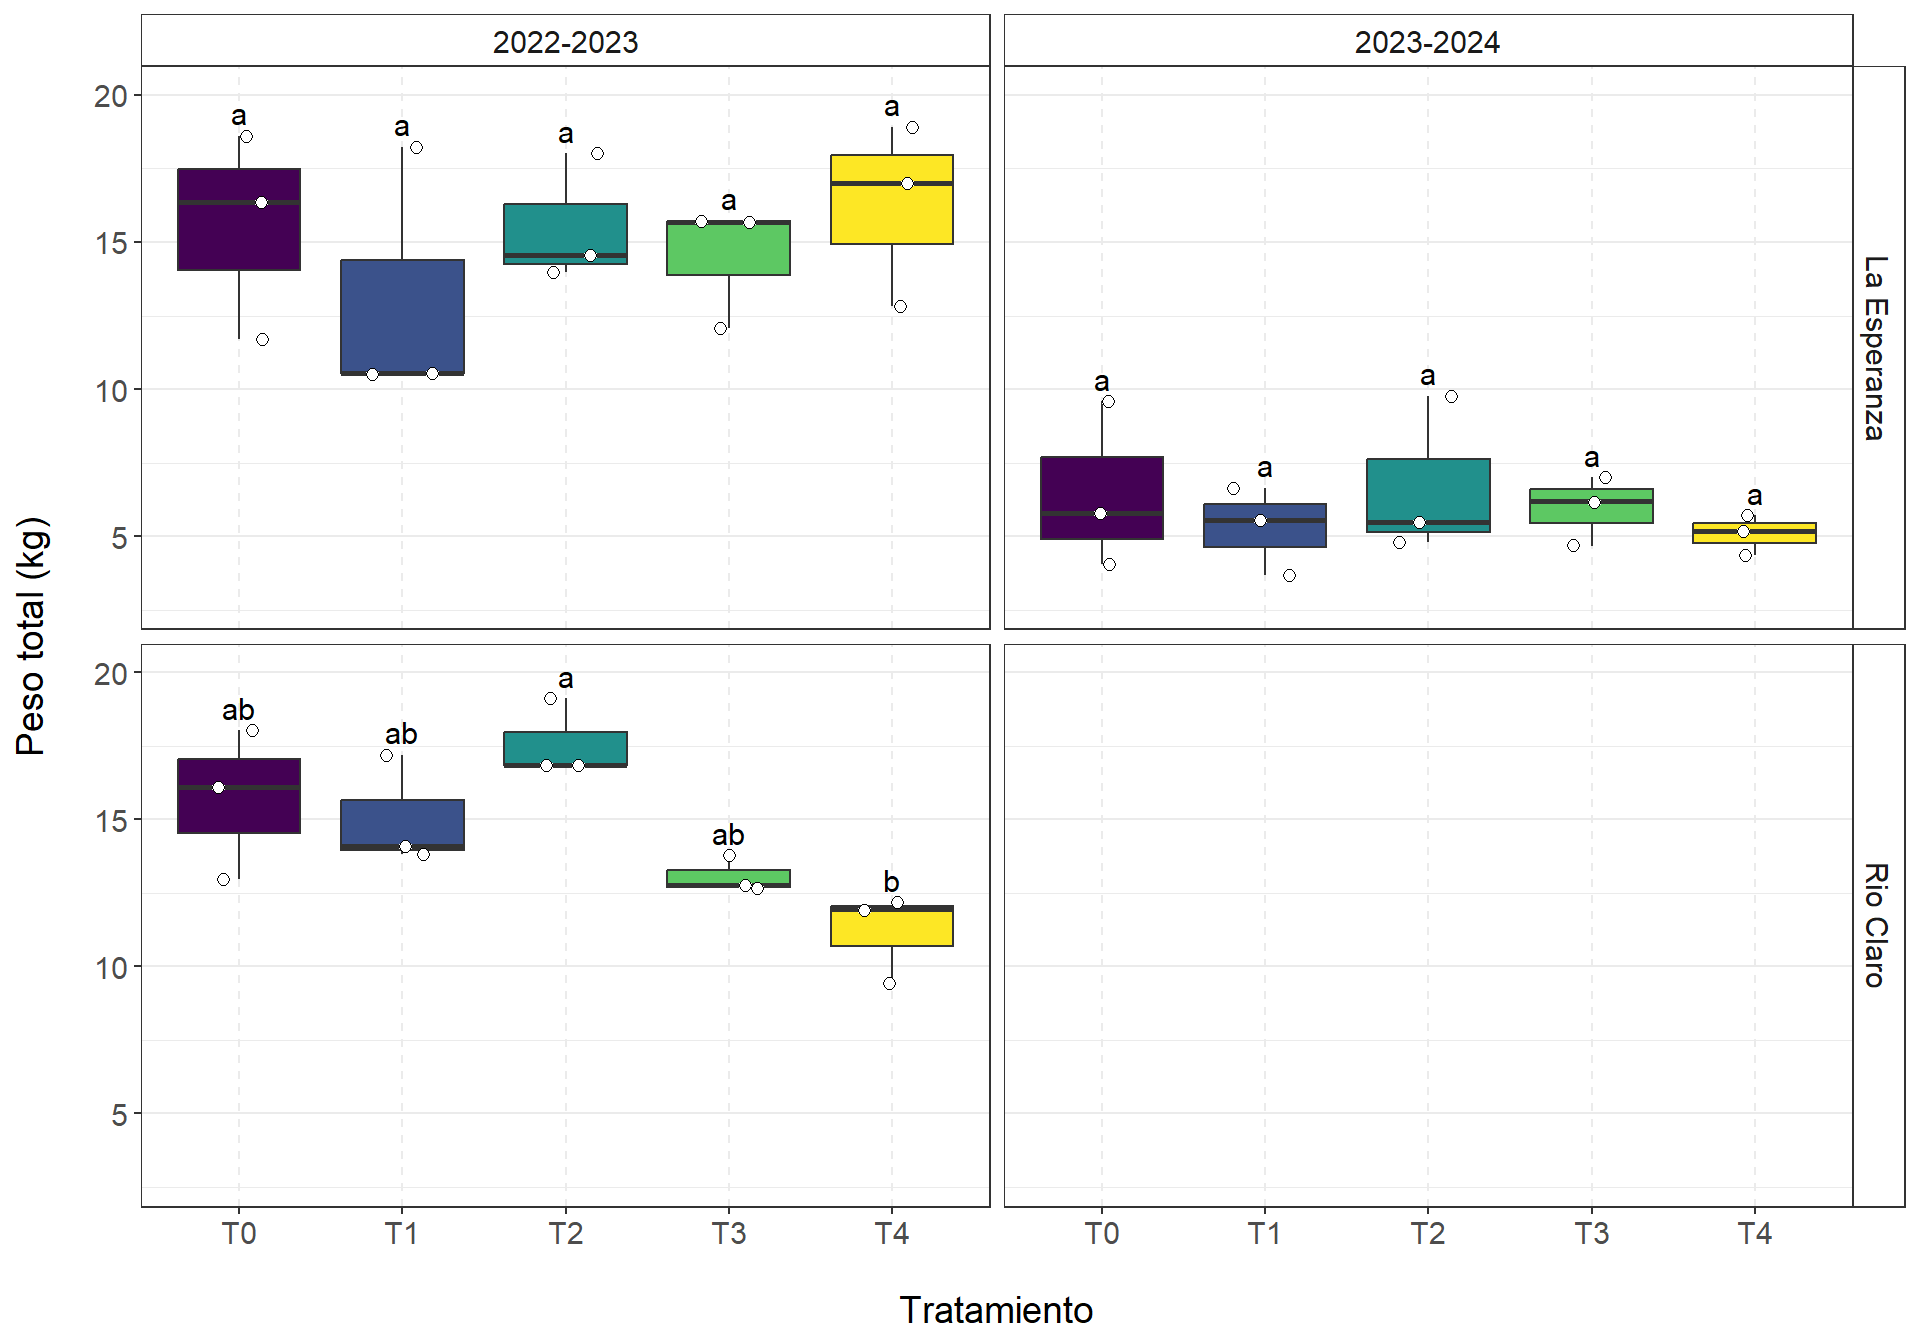 2022-2023 2023-2024
a a a a a
a a a a a
20
15
10
5
La Esperanza
Peso total (kg)
ab ab a ab b
20
15
10
5
Rio Claro
T0 T1 T2 T3 T4 T0 T1 T2 T3 T4
Tratamiento